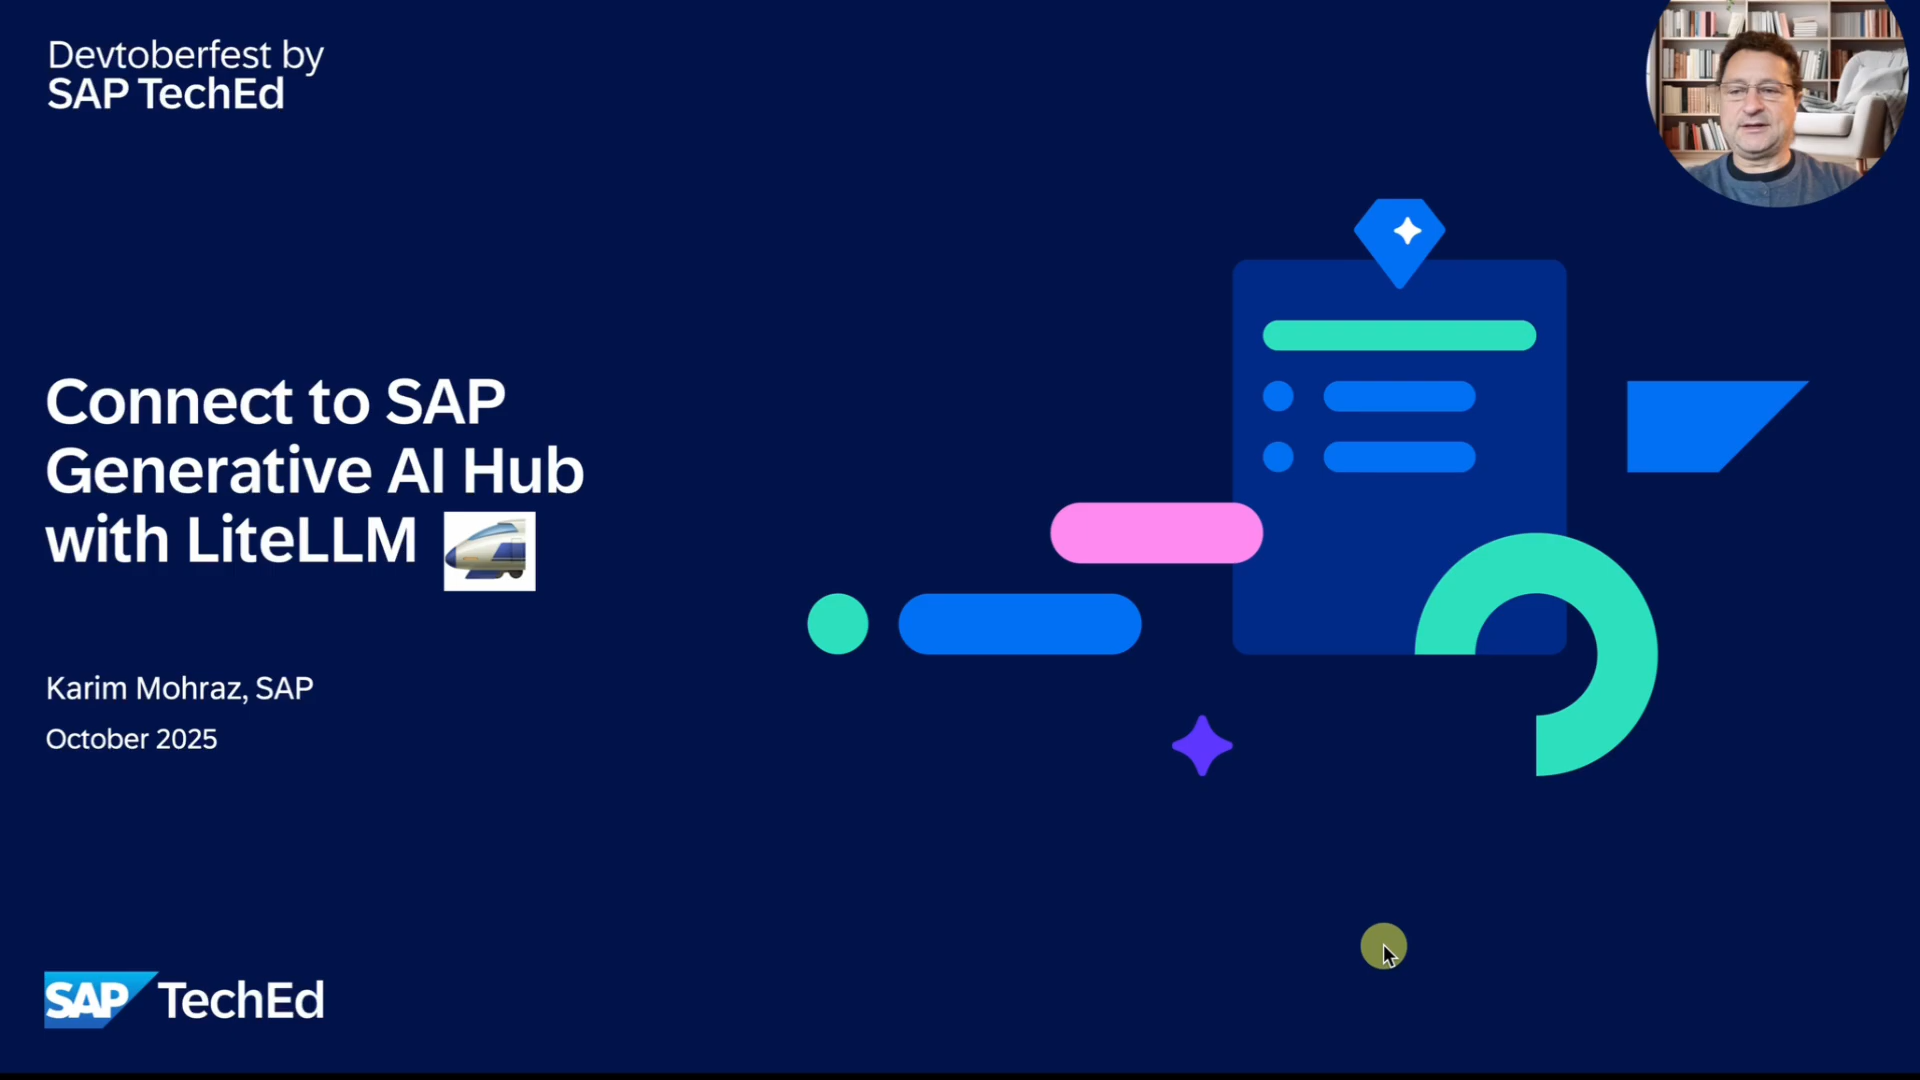 Devtoberfest by
SAP TechEd
Connect to SAP
Generative AI Hub
with LiteLLM
Karim Mohraz, SAP
October 2025
SAP TechEd